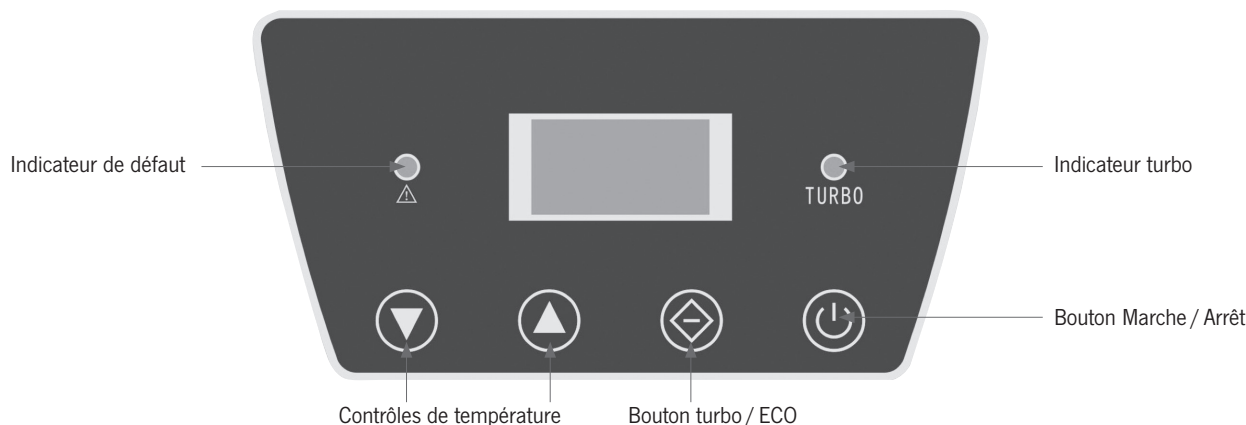 Indicateur de défaut
Indicateur turbo
TURBO
Bouton Marche / Arrêt
Contrôles de température
Bouton turbo / ECO